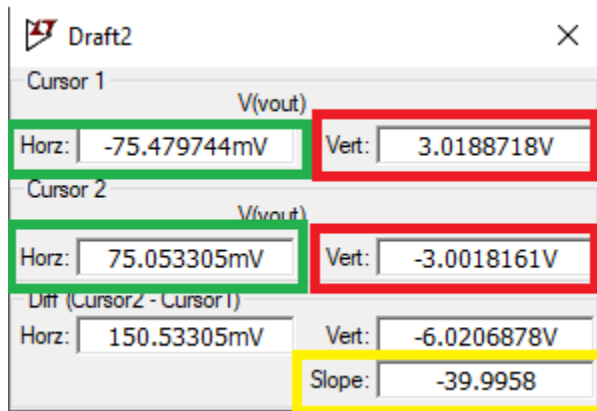 Draft2
Cursor 1
V(vout)
Horz: -75.479744mV Vert: 3.0188718V
Cursor 2
V(vout)
Horz: 75.053305mV Vert: -3.0018161V
Diff (Cursor2 - Cursor1)
Horz: 150.53305mV Vert: -6.0206878V
Slope: -39.9958